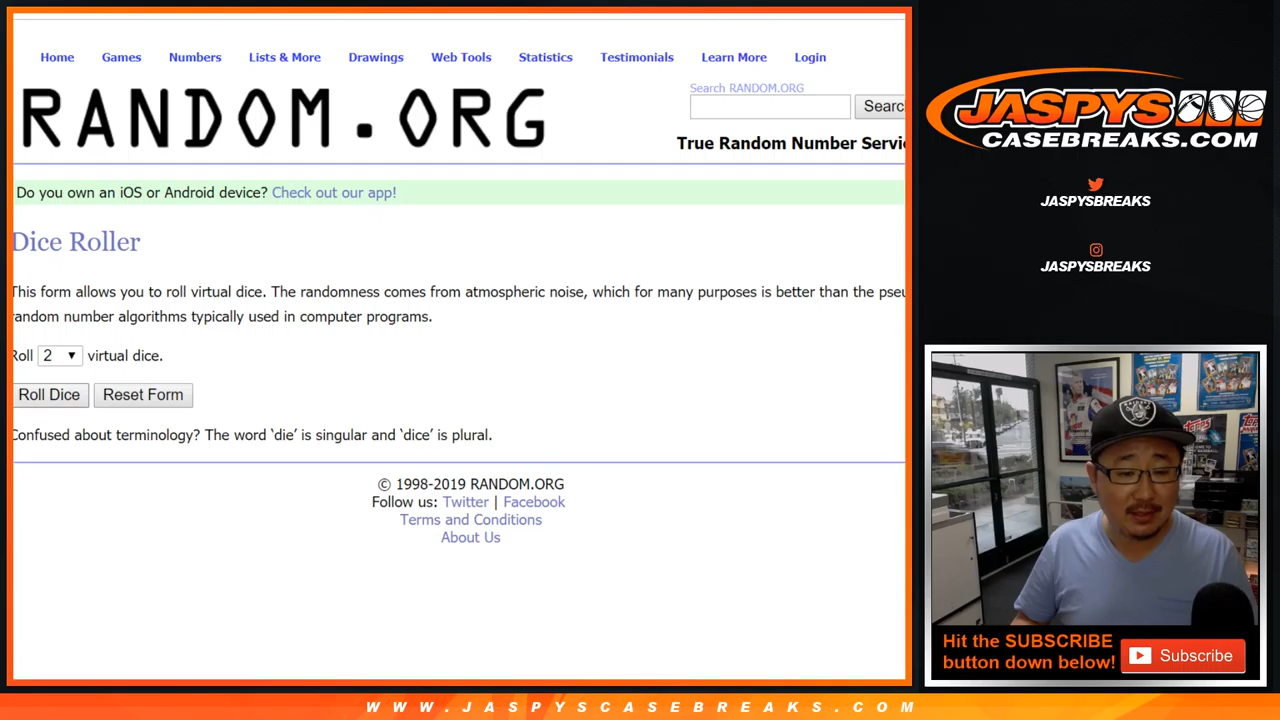 Home Games Numbers Lists & More Drawings Web Tools Statistics Testimonials Learn More Login
Search RANDOM.ORG
RANDOM.ORG
Searc
True Random Number Servi
Do you own an iOS or Android device? Check out our app!
Dice Roller
This form allows you to roll virtual dice. The randomness comes from atmospheric noise, which for many purposes is better than the pseu
random number algorithms typically used in computer programs.
Roll 2 virtual dice.
Roll Dice Reset Form
Confused about terminology? The word ‘die’ is singular and ‘dice’ is plural.
© 1998-2019 RANDOM.ORG
Follow us: Twitter | Facebook
Terms and Conditions
About Us
JASPYS
CASEBREAKS.COM
JASPYSBREAKS
JASPYSBREAKS
RAIDERS
TOPPS
Hit the SUBSCRIBE
button down below!
Subscribe
WWW.JASPYSCASEBREAKS.COM